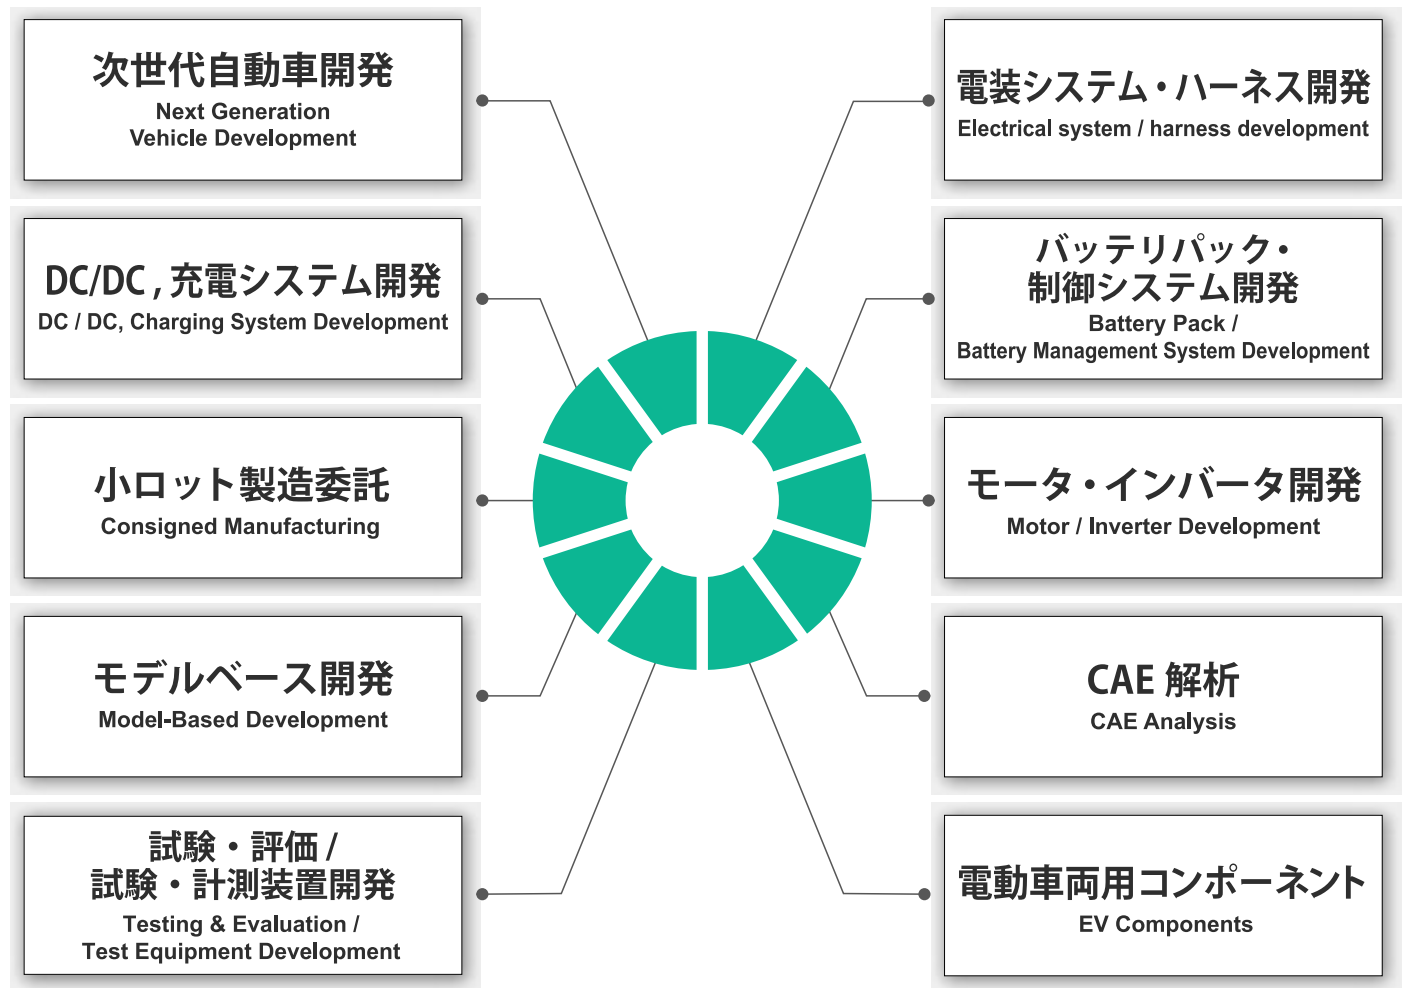 次世代自動車開発
Next Generation
Vehicle Development
DC/DC , 充電システム開発
DC / DC, Charging System Development
小ロット製造委託
Consigned Manufacturing
モデルベース開発
Model-Based Development
試験・評価 /
試験・計測装置開発
Testing & Evaluation /
Test Equipment Development
電装システム・ハーネス開発
Electrical system / harness development
バッテリパック・
制御システム開発
Battery Pack /
Battery Management System Development
モータ・インバータ開発
Motor / Inverter Development
CAE 解析
CAE Analysis
電動車両用コンポーネント
EV Components